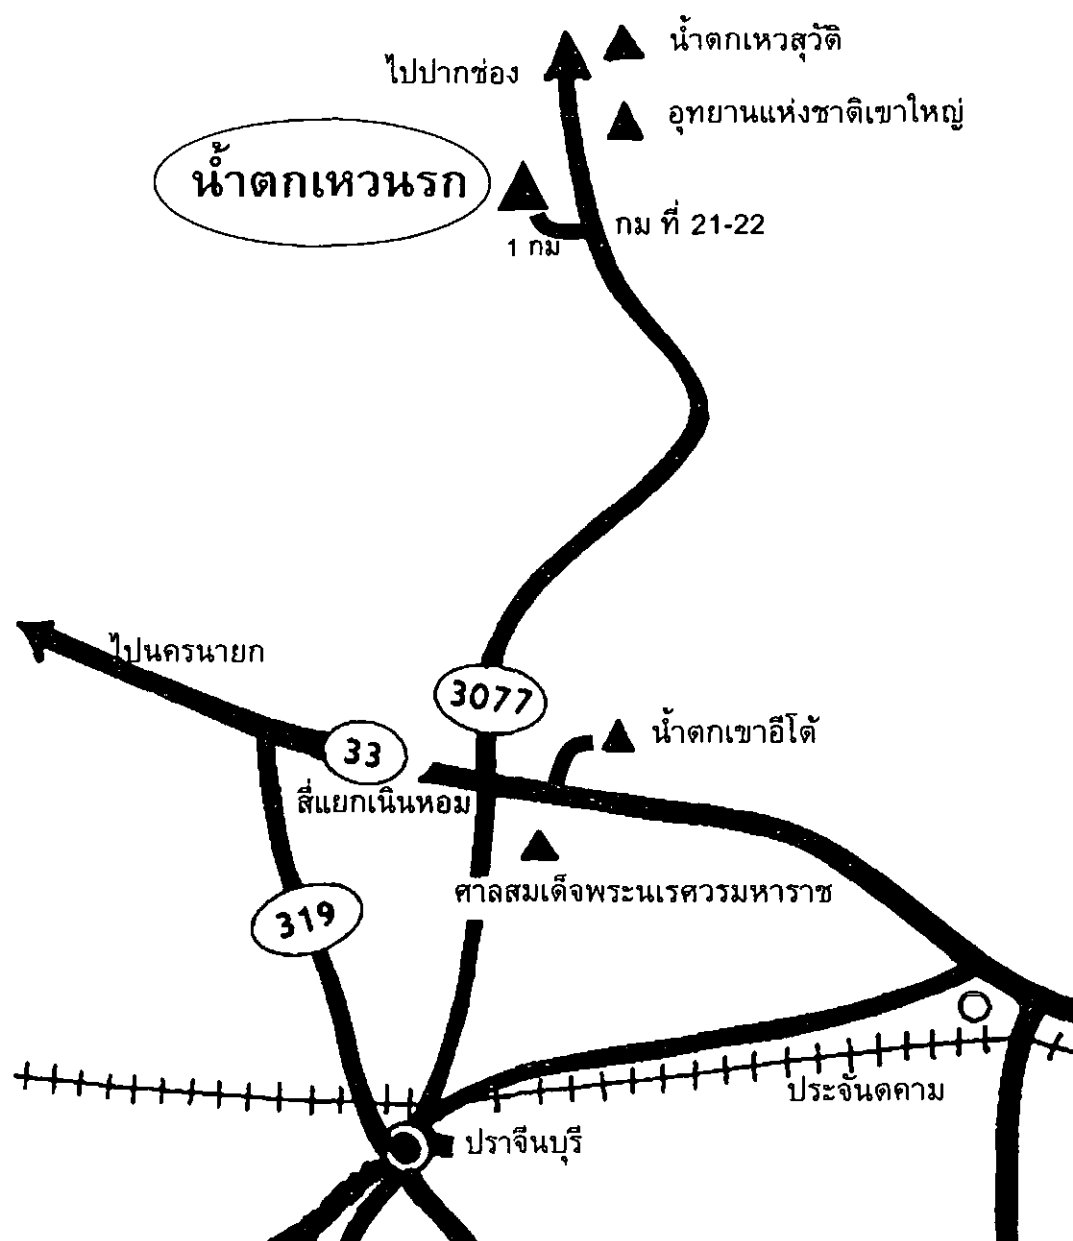 น้ำตกเหวสุวัติ
ไปปากช่อง
อุทยานแห่งชาติเขาใหญ่
น้ำตกเหวนรก
กม ที่ 21-22
1 กม
ไปนครนายก
3077
น้ำตกเขาอีโต้
33
สี่แยกเนินหอม
ศาลสมเด็จพระนเรศวรมหาราช
319
ประจันตคาม
ปราจีนบุรี